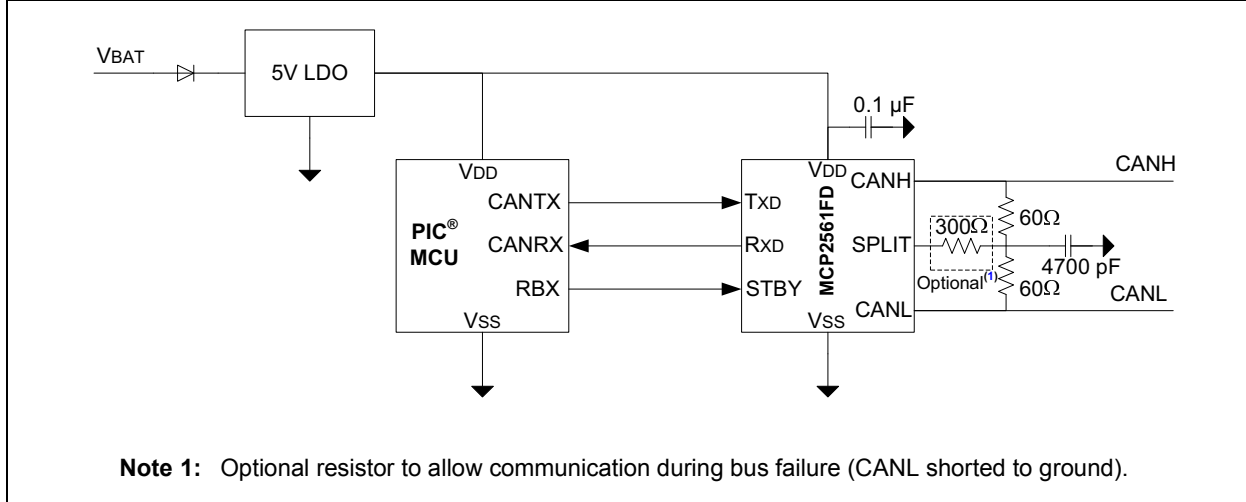 VBAT
5V LDO
0.1 µF
VDD
CANTX
CANRX
RBX
PIC®
MCU
VSS
VDD
TXD
RXD
STBY
MCP2561FD
CANH
SPLIT
CANL
VSS
CANH
60Ω
300Ω
Optional(1)
4700 pF
60Ω
CANL
Note 1: Optional resistor to allow communication during bus failure (CANL shorted to ground).